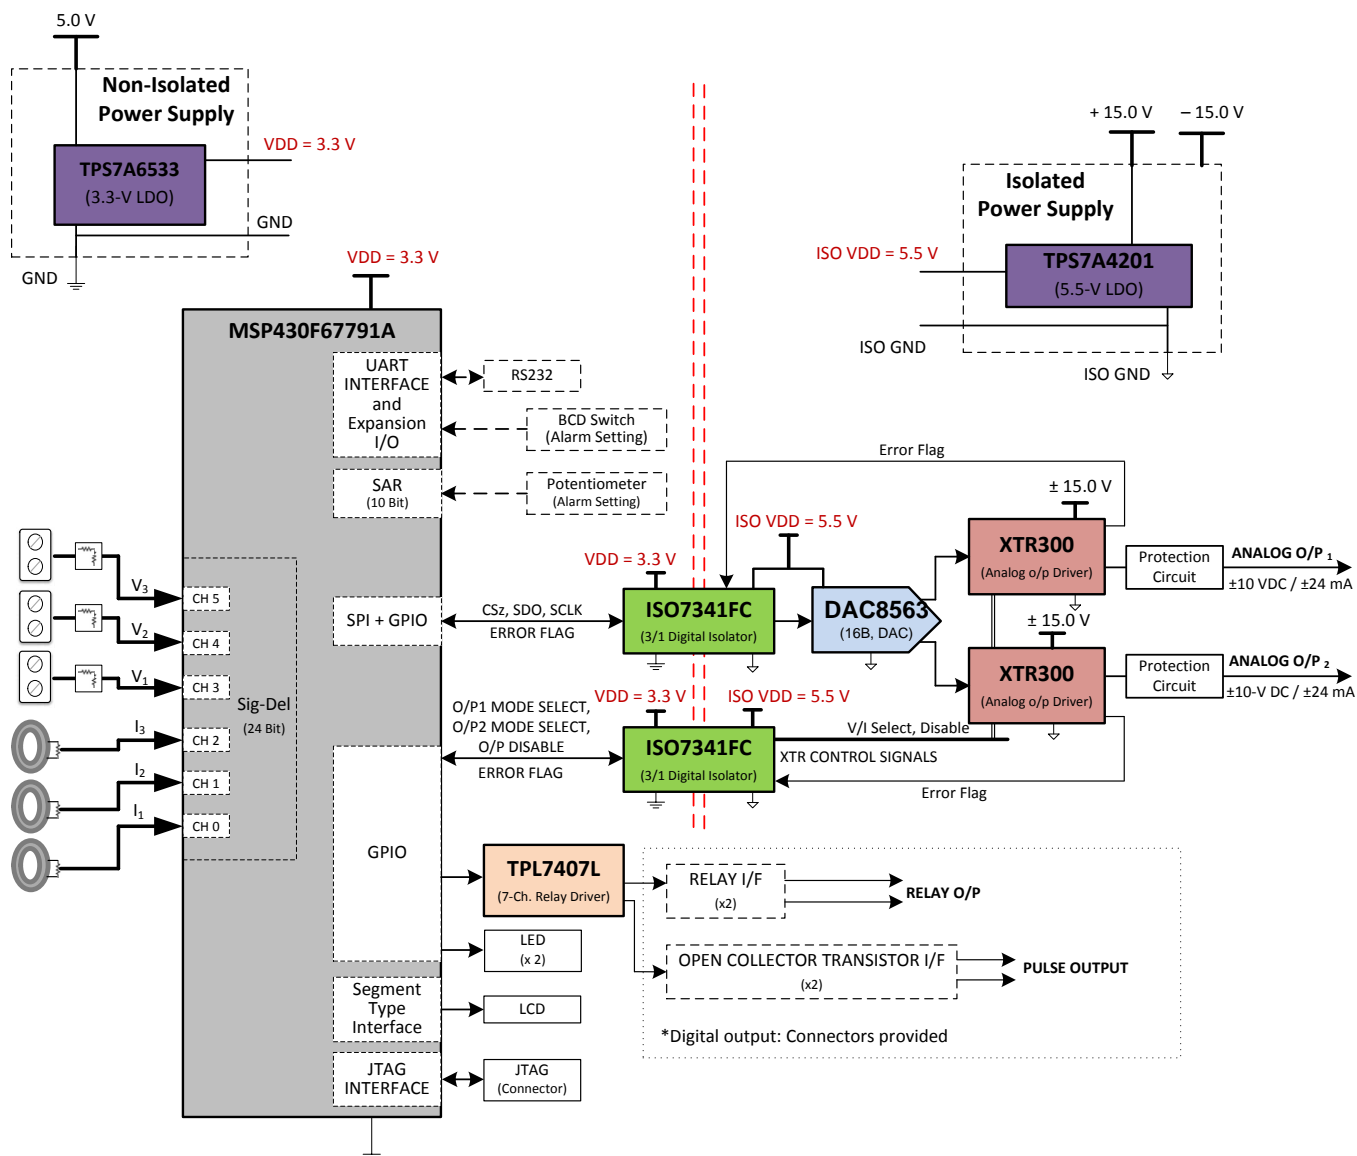 5.0 V
Non-Isolated
Power Supply
VDD = 3.3 V
TPS7A6533
(3.3-V LDO)
GND
GND
+ 15.0 V
– 15.0 V
Isolated
Power Supply
ISO VDD = 5.5 V
TPS7A4201
(5.5-V LDO)
ISO GND
ISO GND
VDD = 3.3 V
MSP430F67791A
UART
INTERFACE
and
Expansion
I/O
RS232
BCD Switch
(Alarm Setting)
SAR
(10 Bit)
Potentiometer
(Alarm Setting)
Error Flag
± 15.0 V
ISO VDD = 5.5 V
VDD = 3.3 V
XTR300
(Analog o/p Driver)
Protection
Circuit
ANALOG O/P 1
±10 VDC / ±24 mA
SPI + GPIO
CSz, SDO, SCLK
ERROR FLAG
ISO7341FC
(3/1 Digital Isolator)
DAC8563
(16B, DAC)
± 15.0 V
XTR300
(Analog o/p Driver)
Protection
Circuit
ANALOG O/P 2
±10-V DC / ±24 mA
V3
CH 5
V2
CH 4
V1
CH 3
Sig-Del
(24 Bit)
I3
CH 2
I2
CH 1
I1
CH 0
VDD = 3.3 V
ISO VDD = 5.5 V
O/P1 MODE SELECT,
O/P2 MODE SELECT,
O/P DISABLE
ERROR FLAG
ISO7341FC
(3/1 Digital Isolator)
V/I Select, Disable
XTR CONTROL SIGNALS
Error Flag
GPIO
TPL7407L
(7-Ch. Relay Driver)
RELAY I/F
(x2)
RELAY O/P
LED
(x 2)
OPEN COLLECTOR TRANSISTOR I/F
(x2)
PULSE OUTPUT
Segment
Type
Interface
LCD
*Digital output: Connectors provided
JTAG
INTERFACE
JTAG
(Connector)